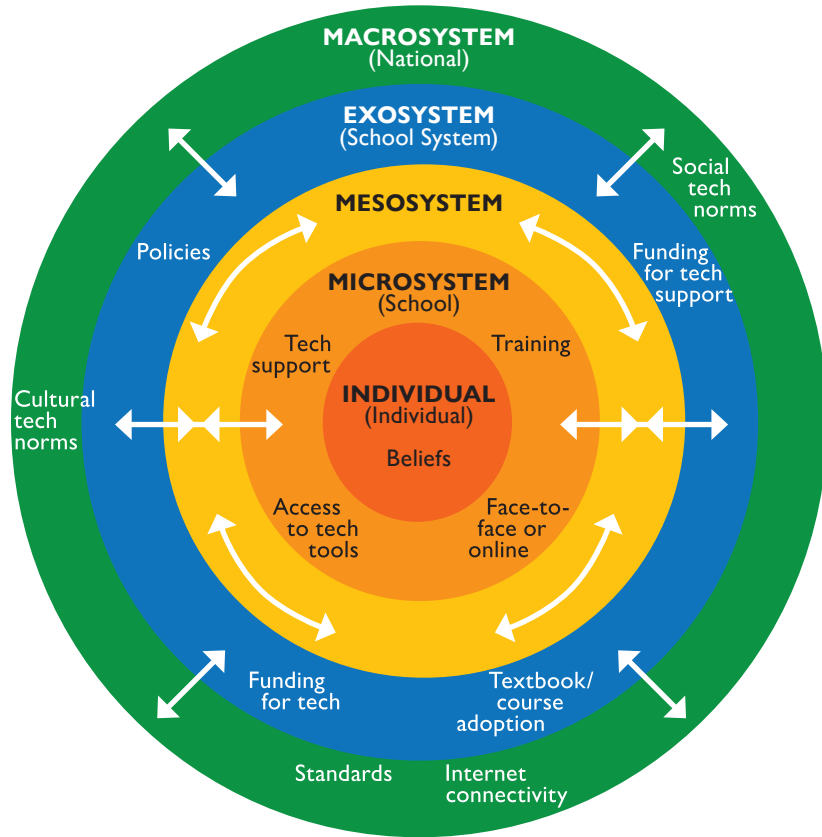 MACROSYSTEM
(National)
EXOSYSTEM
(School System)
Social
tech
norms
MESOSYSTEM
Policies
Funding
for tech
support
MICROSYSTEM
(School)
Tech
support
Training
INDIVIDUAL
(Individual)
Beliefs
Cultural
tech
norms
Access
to tech
tools
Face-to-
face or
online
Funding
for tech
Textbook/
course
adoption
Standards
Internet
connectivity